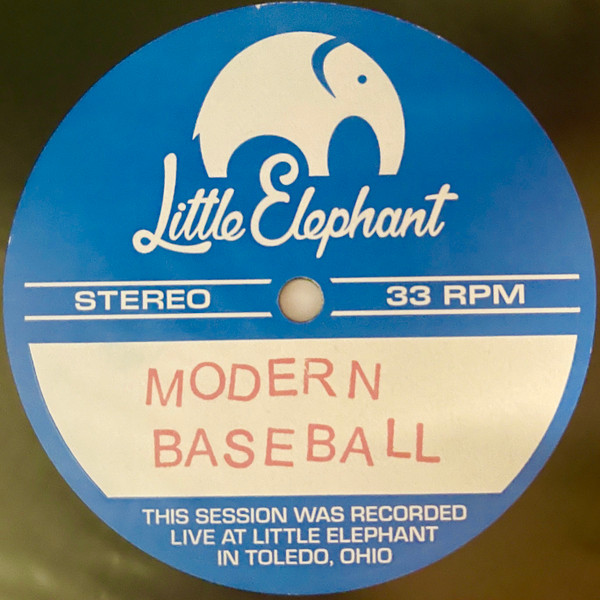 Little Elephant
STEREO
33 RPM
MODERN
BASEBALL
THIS SESSION WAS RECORDED
LIVE AT LITTLE ELEPHANT
IN TOLEDO, OHIO